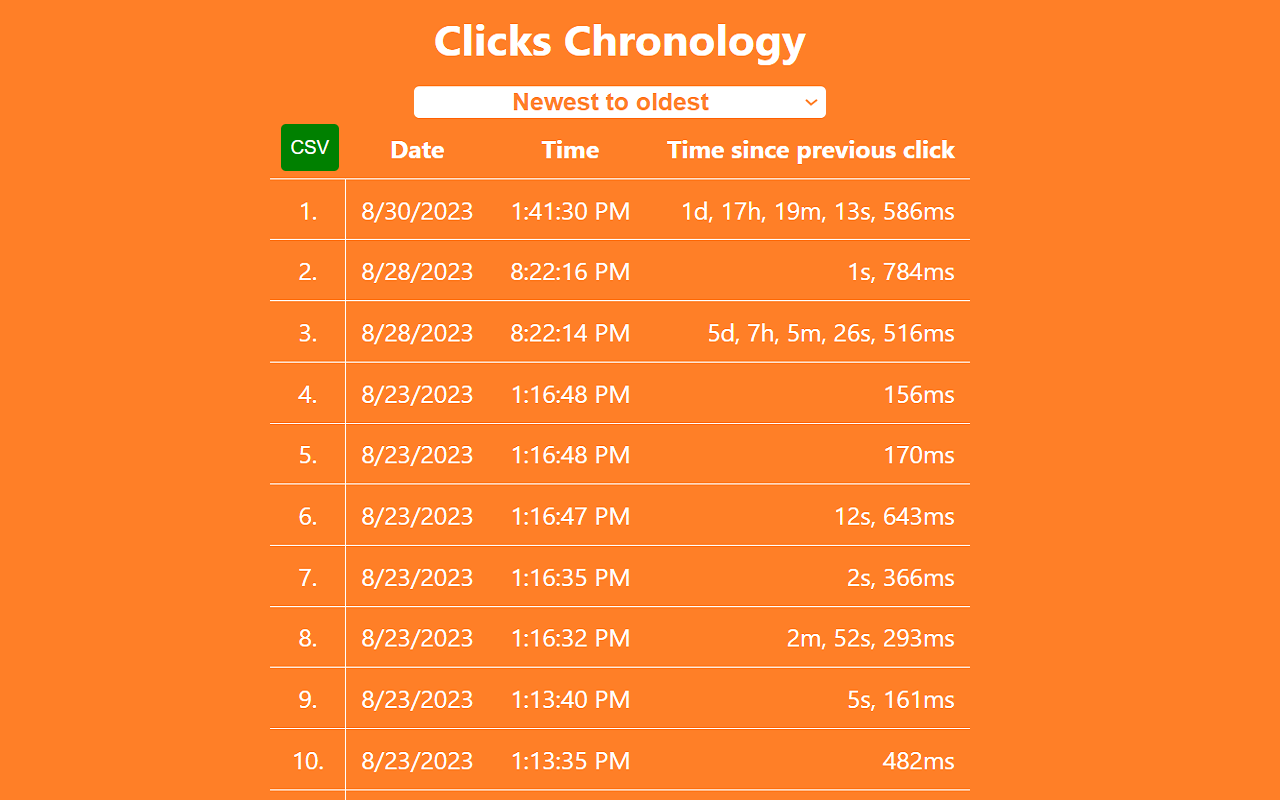 Clicks Chronology
Newest to oldest
CSV Date Time Time since previous click
1. 8/30/2023 1:41:30 PM 1d, 17h, 19m, 13s, 586ms
2. 8/28/2023 8:22:16 PM 1s, 784ms
3. 8/28/2023 8:22:14 PM 5d, 7h, 5m, 26s, 516ms
4. 8/23/2023 1:16:48 PM 156ms
5. 8/23/2023 1:16:48 PM 170ms
6. 8/23/2023 1:16:47 PM 12s, 643ms
7. 8/23/2023 1:16:35 PM 2s, 366ms
8. 8/23/2023 1:16:32 PM 2m, 52s, 293ms
9. 8/23/2023 1:13:40 PM 5s, 161ms
10. 8/23/2023 1:13:35 PM 482ms